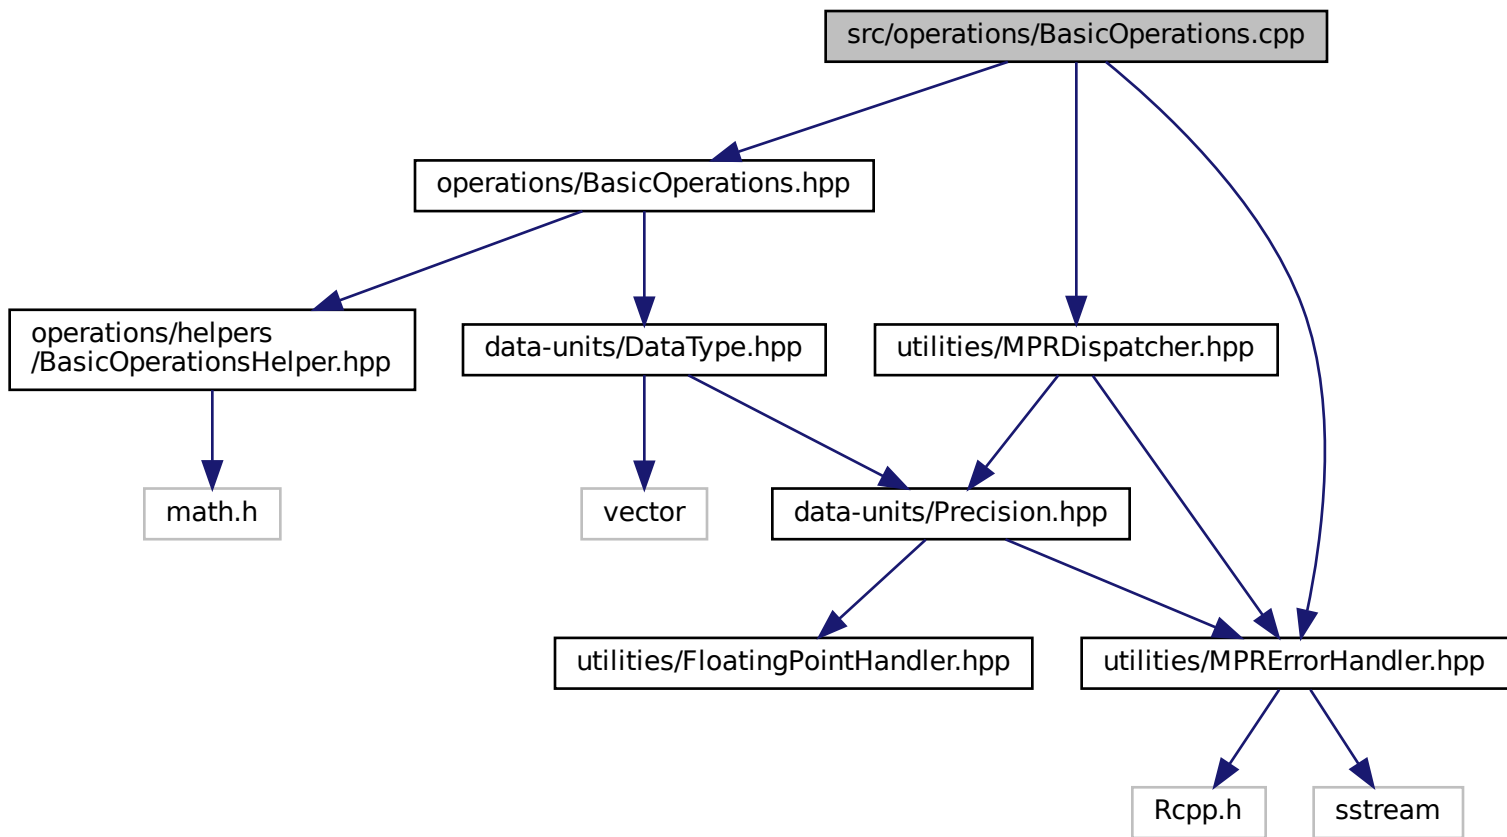 src/operations/BasicOperations.cpp
operations/BasicOperations.hpp
operations/helpers
/BasicOperationsHelper.hpp
data-units/DataType.hpp
utilities/MPRDispatcher.hpp
math.h
vector
data-units/Precision.hpp
utilities/FloatingPointHandler.hpp
utilities/MPRErrorHandler.hpp
Rcpp.h
sstream